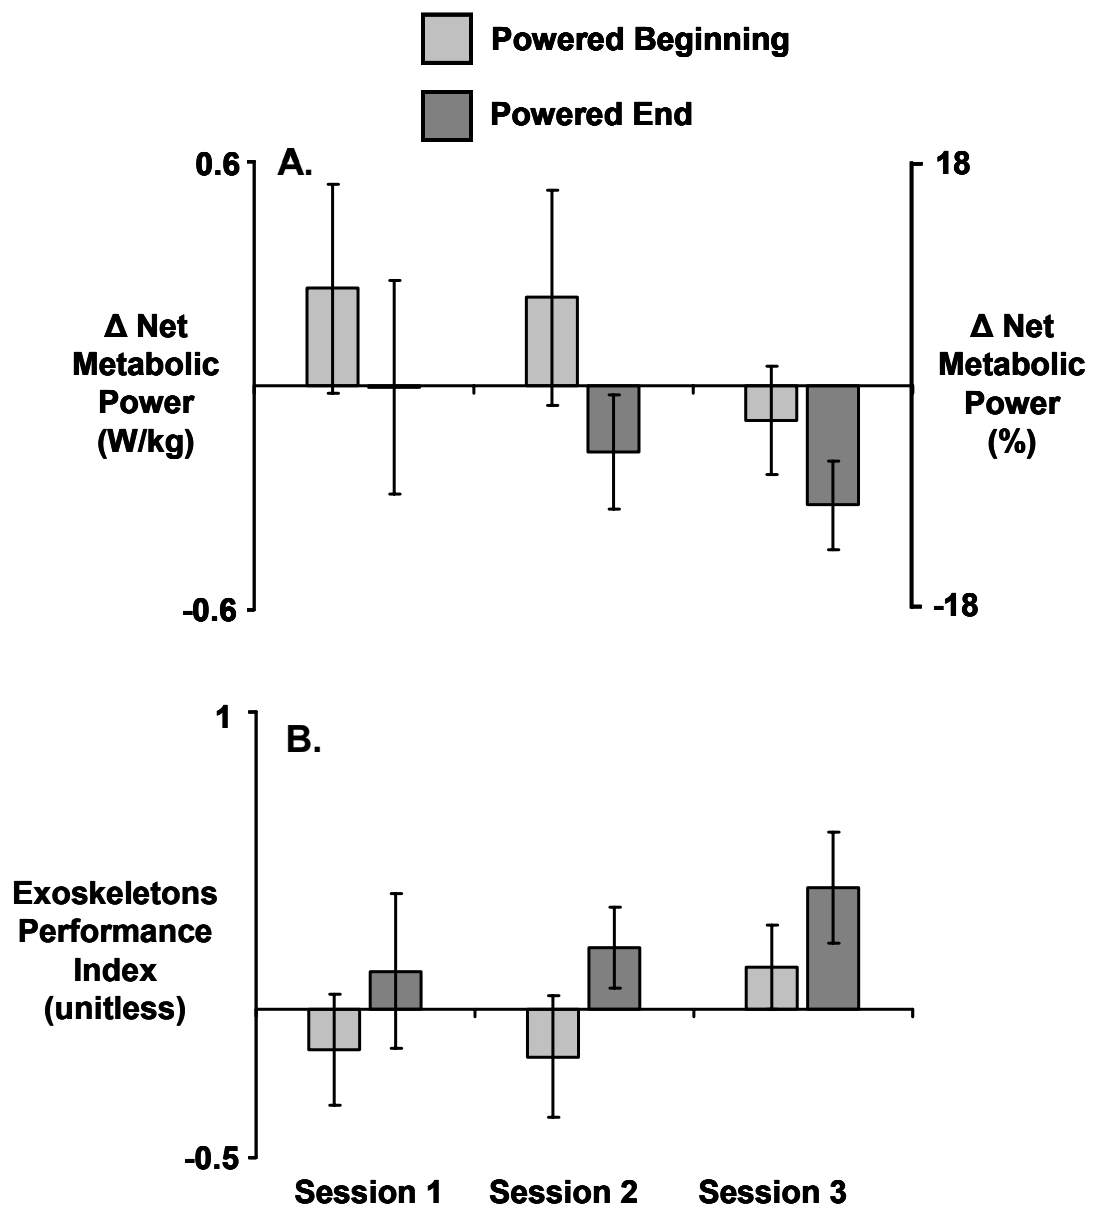 Powered Beginning
Powered End
A.
0.6
18
Δ Net
Metabolic
Power
(W/kg)
Δ Net
Metabolic
Power
(%)
-0.6
-18
1
B.
Exoskeletons
Performance
Index
(unitless)
-0.5
Session 1
Session 2
Session 3